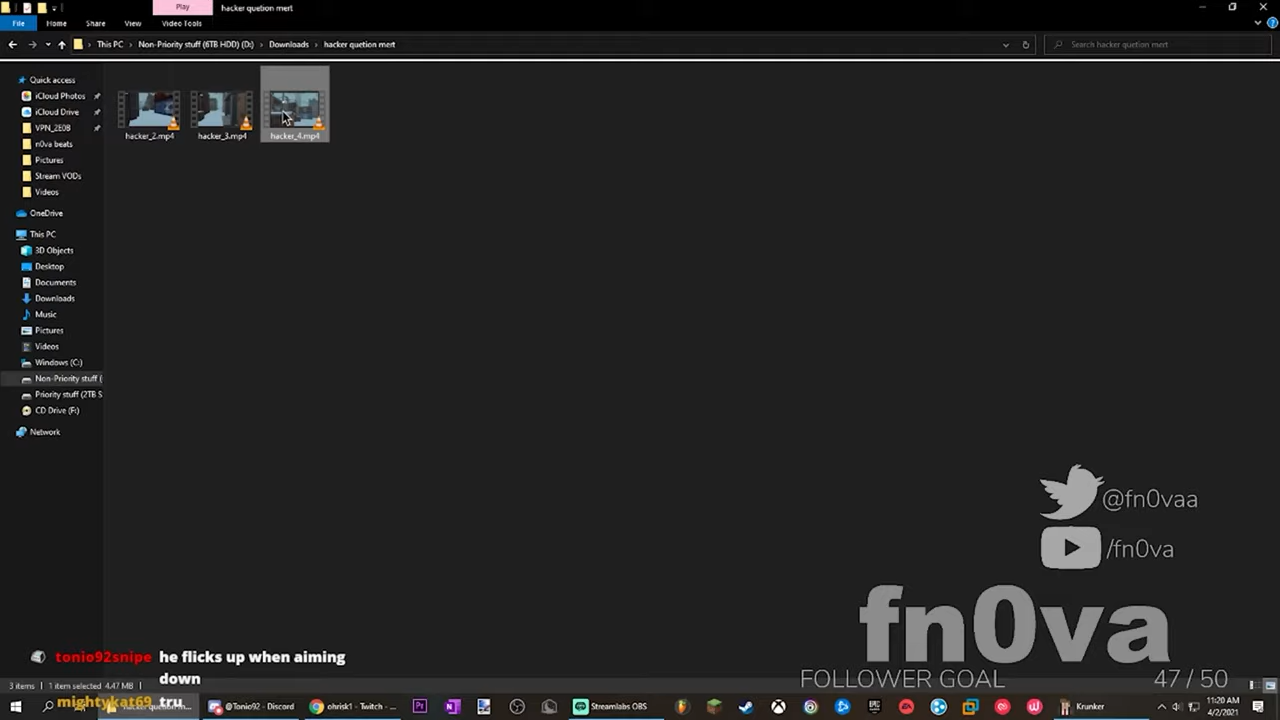 Play
hacker quetion mert
File
Home
Share
View
Video Tools
This PC
Non-Priority stuff (6TB HDD) (D:)
Downloads
hacker quetion mert
Search hacker quetion mert
Quick access
iCloud Photos
iCloud Drive
VPN_2E0B
n0va beats
Pictures
Stream VODs
Videos
OneDrive
This PC
3D Objects
Desktop
Documents
Downloads
Music
Pictures
Videos
Windows (C:)
Non-Priority stuff (
Priority stuff (2TB S
CD Drive (F:)
Network
hacker_2.mp4
hacker_3.mp4
hacker_4.mp4
@fn0vaa
/fn0va
fn0va
FOLLOWER GOAL
47 / 50
tonio92snipe he flicks up when aiming
down
3 items
1 item selected 4.47 MB
mightykat69 tru
hacker quetion m...
@Tonio92 - Discord
ohrisk1 - Twitch - ...
Streamlabs OBS
Krunker
11:20 AM
4/2/2021